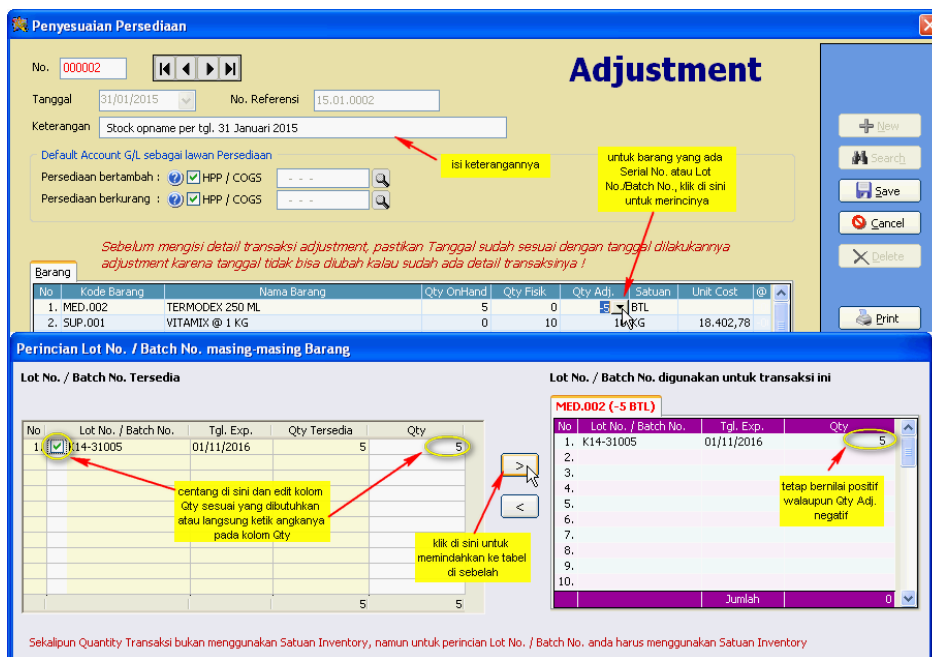 Penyesuaian Persediaan
No. 000002
Adjustment
Tanggal 31/01/2015 No. Referensi 15.01.0002
Keterangan Stock opname per tgl. 31 Januari 2015
isi keterangannya
untuk barang yang ada
Serial No. atau Lot
No./Batch No., klik di sini
untuk merincinya
Default Account G/L sebagai lawan Persediaan
Persediaan bertambah : HPP / COGS - - -
Persediaan berkurang : HPP / COGS - - -
New
Search
Save
Cancel
Delete
Print
Sebelum mengisi detail transaksi adjustment, pastikan Tanggal sudah sesuai dengan tanggal dilakukannya
adjustment karena tanggal tidak bisa diubah kalau sudah ada detail transaksinya !
Barang
No Kode Barang Nama Barang Qty OnHand Qty Fisik Qty Adj. Satuan Unit Cost @
1. MED.002 TERMODEX 250 ML 5 0 -5 BTL
2. SUP.001 VITAMIX @ 1 KG 0 10 10 KG 18.402,78
Perincian Lot No. / Batch No. masing-masing Barang
Lot No. / Batch No. Tersedia
No Lot No. / Batch No. Tgl. Exp. Qty Tersedia Qty
1. K14-31005 01/11/2016 5 5
centang di sini dan edit kolom
Qty sesuai yang dibutuhkan
atau langsung ketik angkanya
pada kolom Qty
5 5
>
<
klik di sini untuk
memindahkan ke tabel
di sebelah
Lot No. / Batch No. digunakan untuk transaksi ini
MED.002 (-5 BTL)
No Lot No. / Batch No. Tgl. Exp. Qty
1. K14-31005 01/11/2016 5
2.
3.
4.
5.
6.
7.
8.
9.
10.
tetap bernilai positif
walaupun Qty Adj.
negatif
Jumlah 0
Sekalipun Quantity Transaksi bukan menggunakan Satuan Inventory, namun untuk perincian Lot No. / Batch No. anda harus menggunakan Satuan Inventory